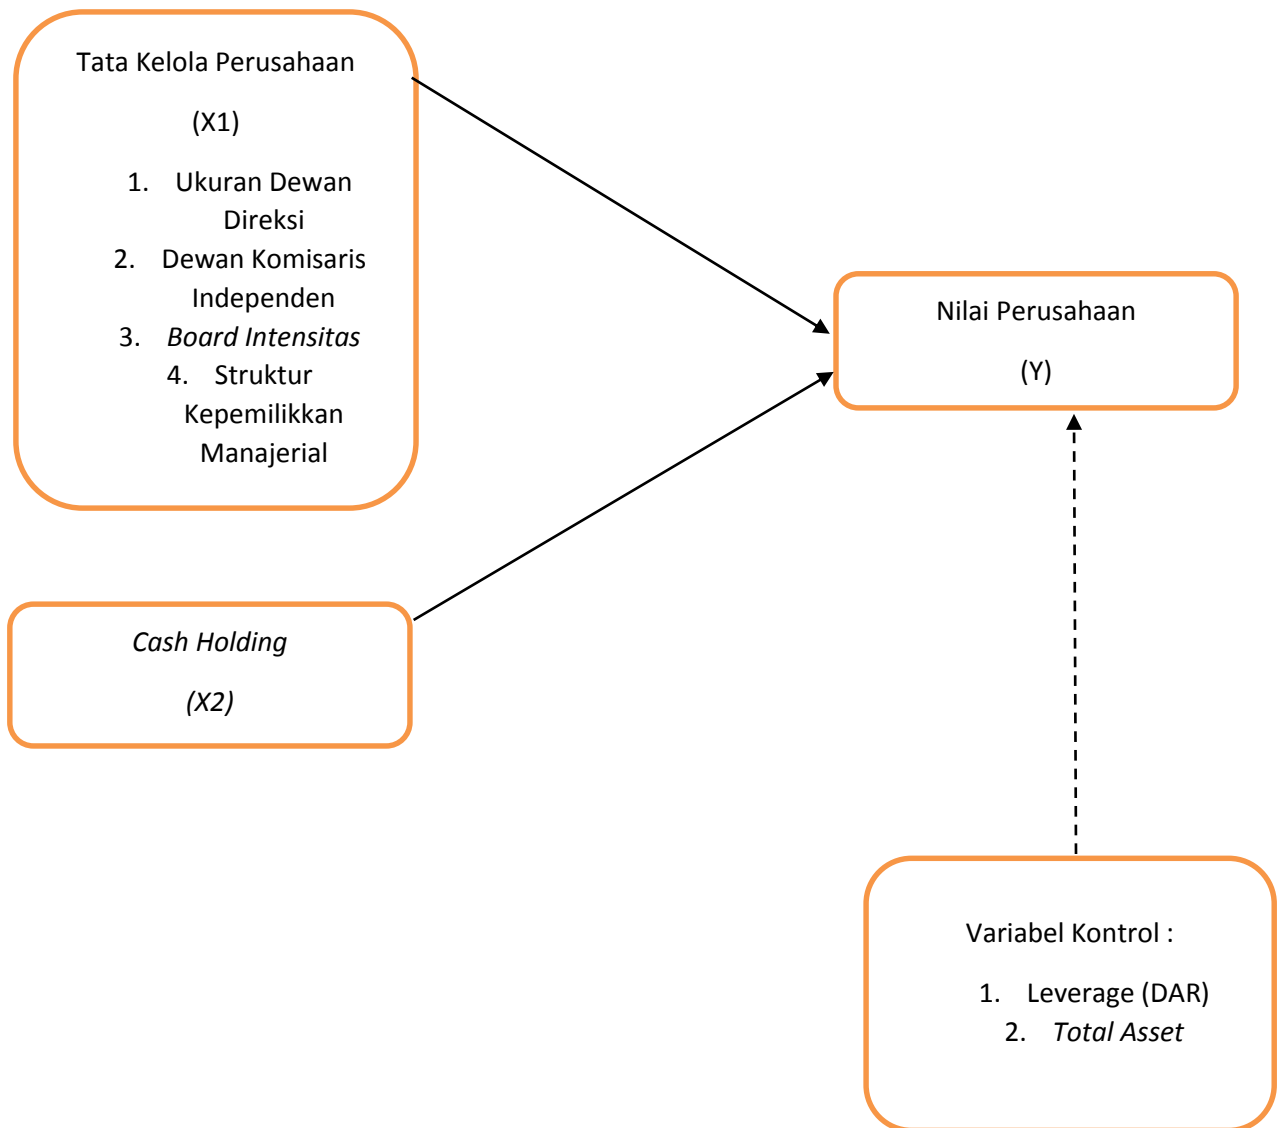 Tata Kelola Perusahaan
(X1)
1. Ukuran Dewan
Direksi
2. Dewan Komisaris
Independen
3. Board Intensitas
4. Struktur
Kepemilikkan
Manajerial
Nilai Perusahaan
(Y)
Cash Holding
(X2)
Variabel Kontrol :
1. Leverage (DAR)
2. Total Asset